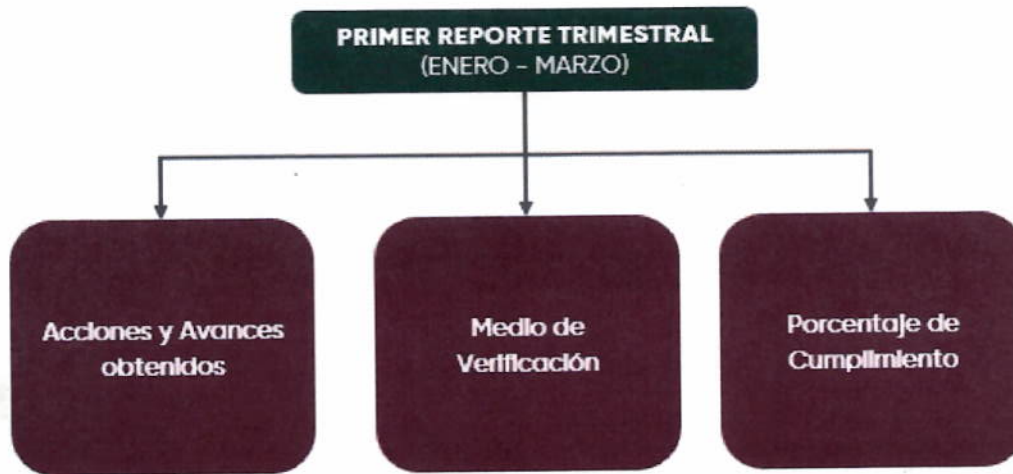 PRIMER REPORTE TRIMESTRAL
(ENERO - MARZO)
Acciones y Avances
obtenidos
Medio de
Verificación
Porcentaje de
Cumplimiento